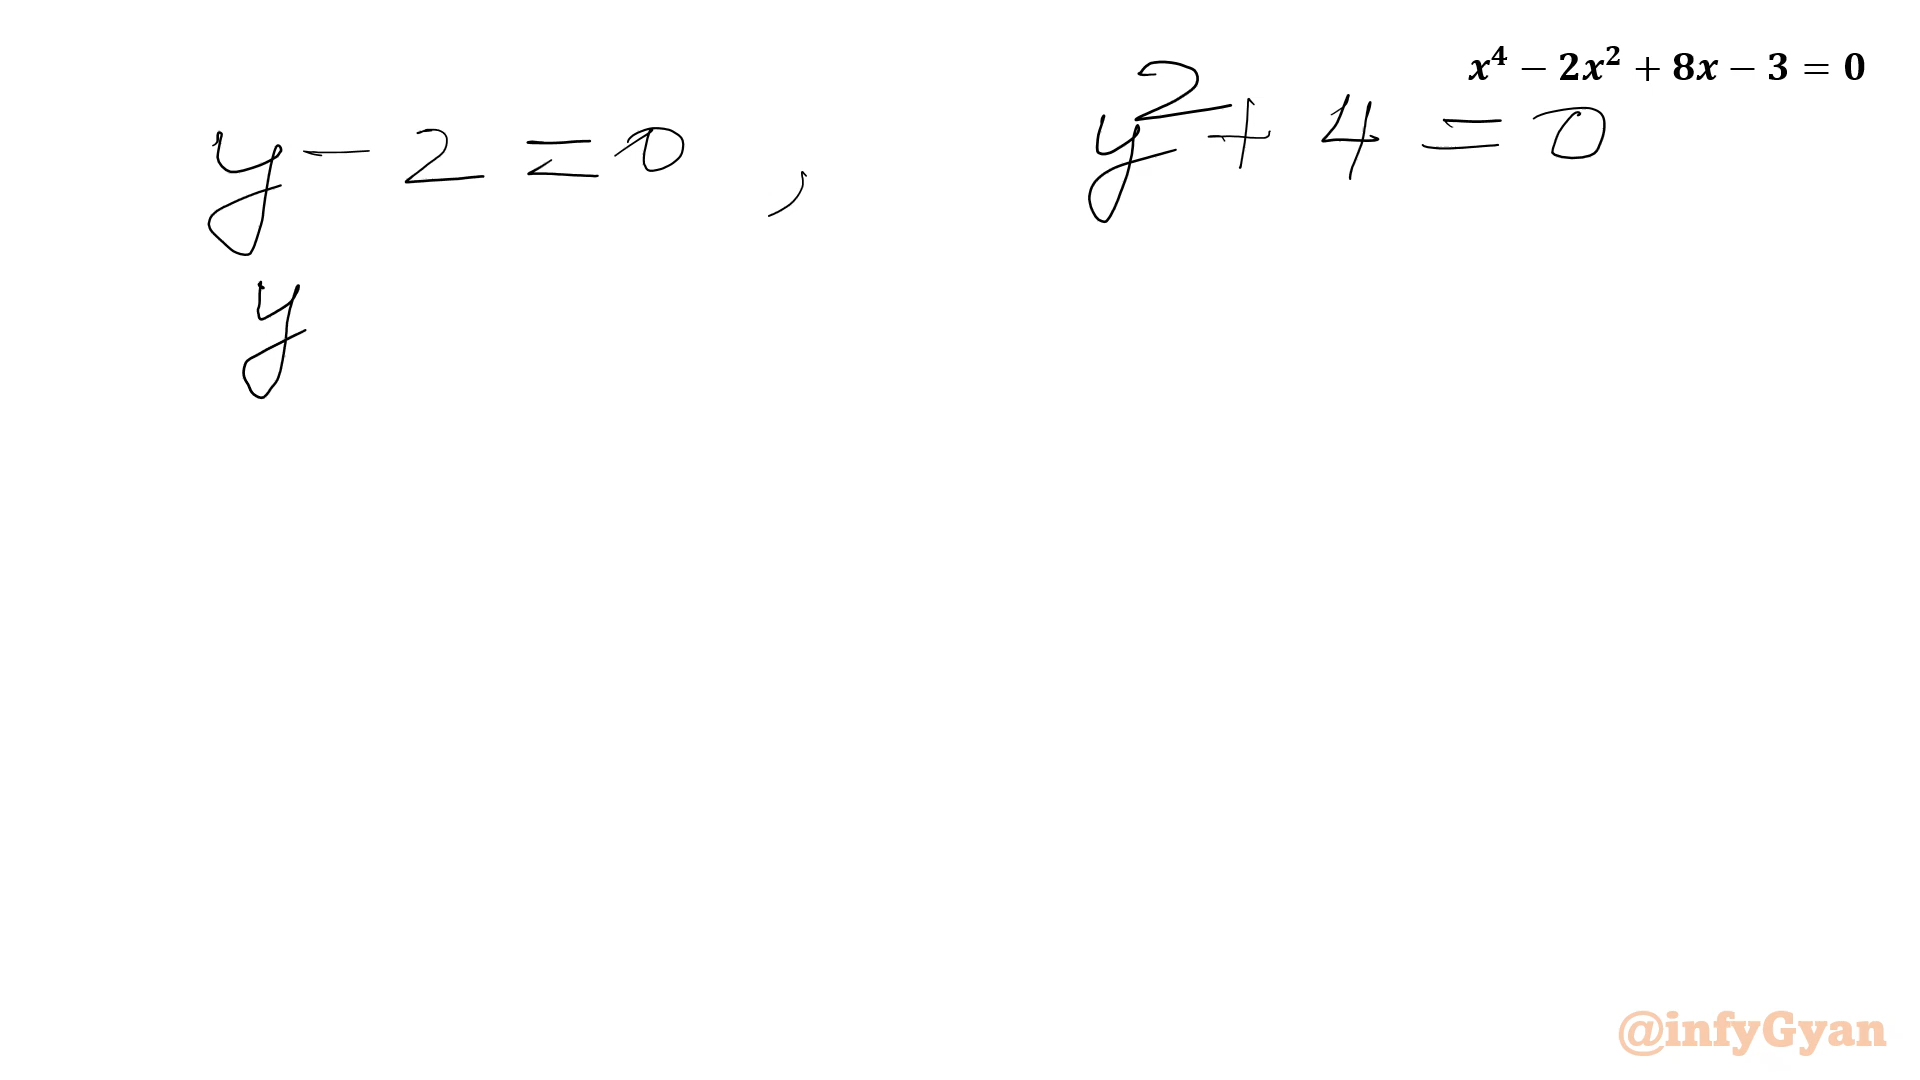 x⁴ − 2x² + 8x − 3 = 0
y − 2 = 0 , y² + 4 = 0
y
@infyGyan